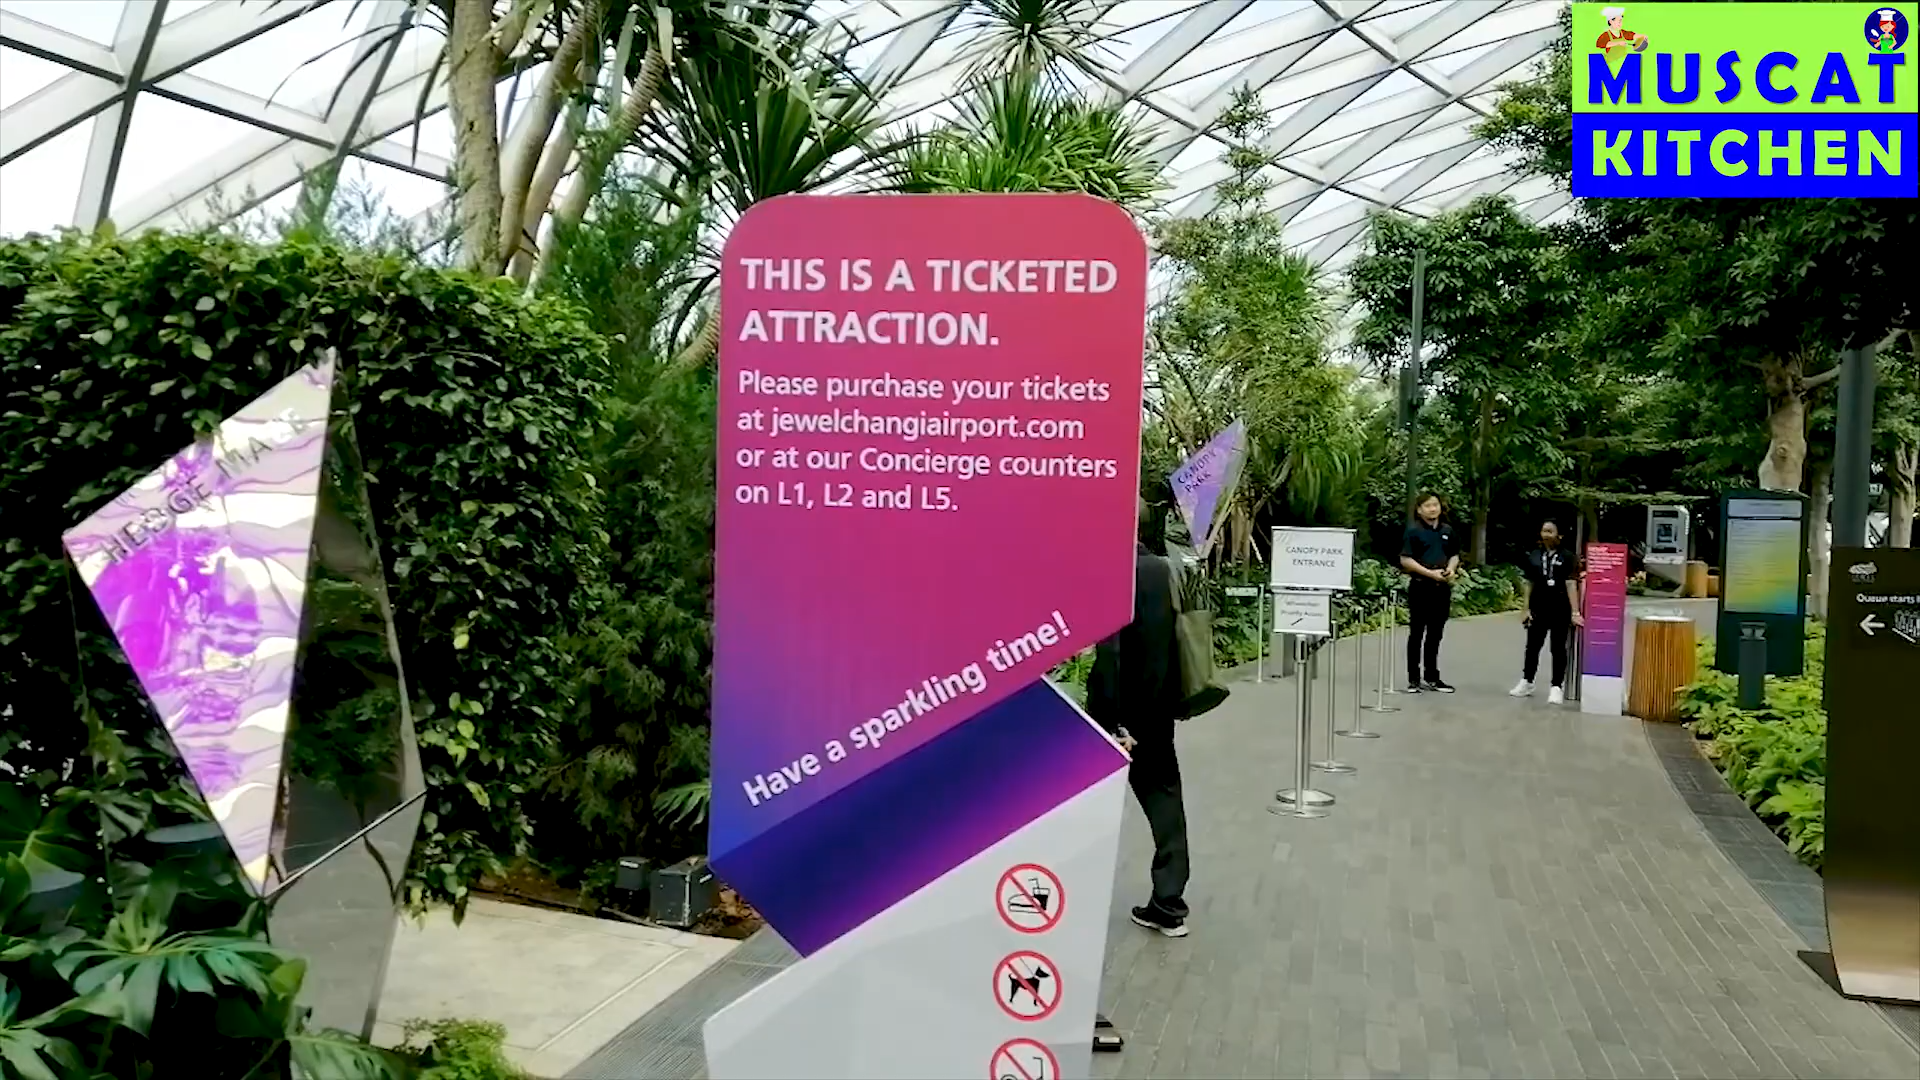 MUSCAT
KITCHEN
THIS IS A TICKETED
ATTRACTION.
Please purchase your tickets
at jewelchangiairport.com
or at our Concierge counters
on L1, L2 and L5.
Have a sparkling time!
HEDGE MAZE
CANOPY
PARK
CANOPY PARK
ENTRANCE
Queue starts